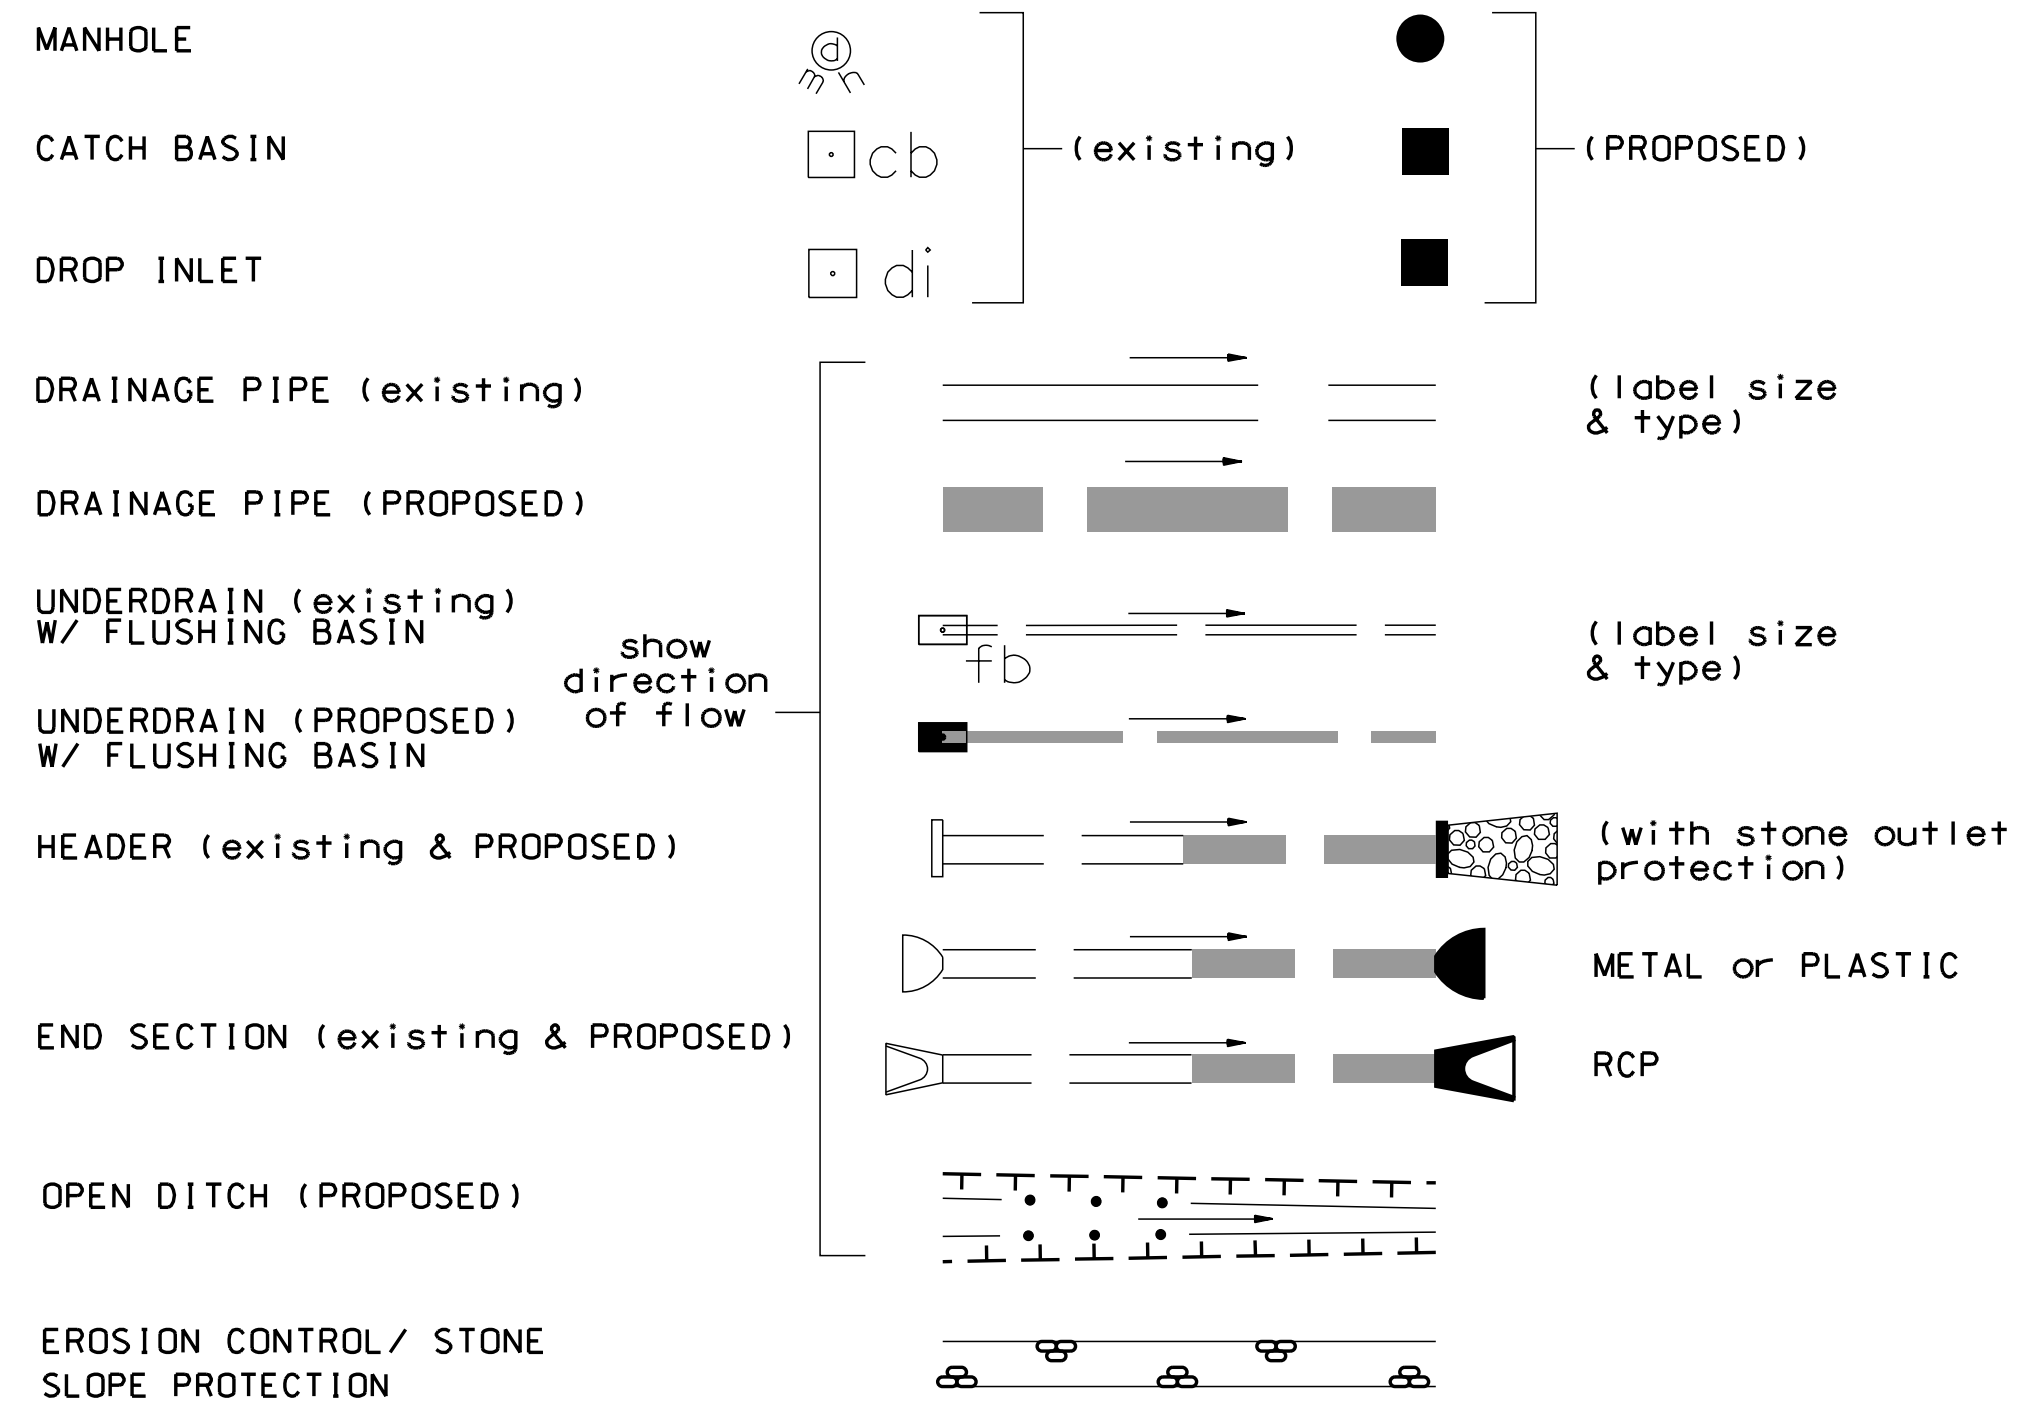 MANHOLE
d
m h
CATCH BASIN
cb
(existing)
(PROPOSED)
DROP INLET
di
DRAINAGE PIPE (existing)
(label size
& type)
DRAINAGE PIPE (PROPOSED)
UNDERDRAIN (existing)
W/ FLUSHING BASIN
fb
(label size
& type)
show
direction
of flow
UNDERDRAIN (PROPOSED)
W/ FLUSHING BASIN
HEADER (existing & PROPOSED)
(with stone outlet
protection)
METAL or PLASTIC
END SECTION (existing & PROPOSED)
RCP
OPEN DITCH (PROPOSED)
EROSION CONTROL/ STONE
SLOPE PROTECTION